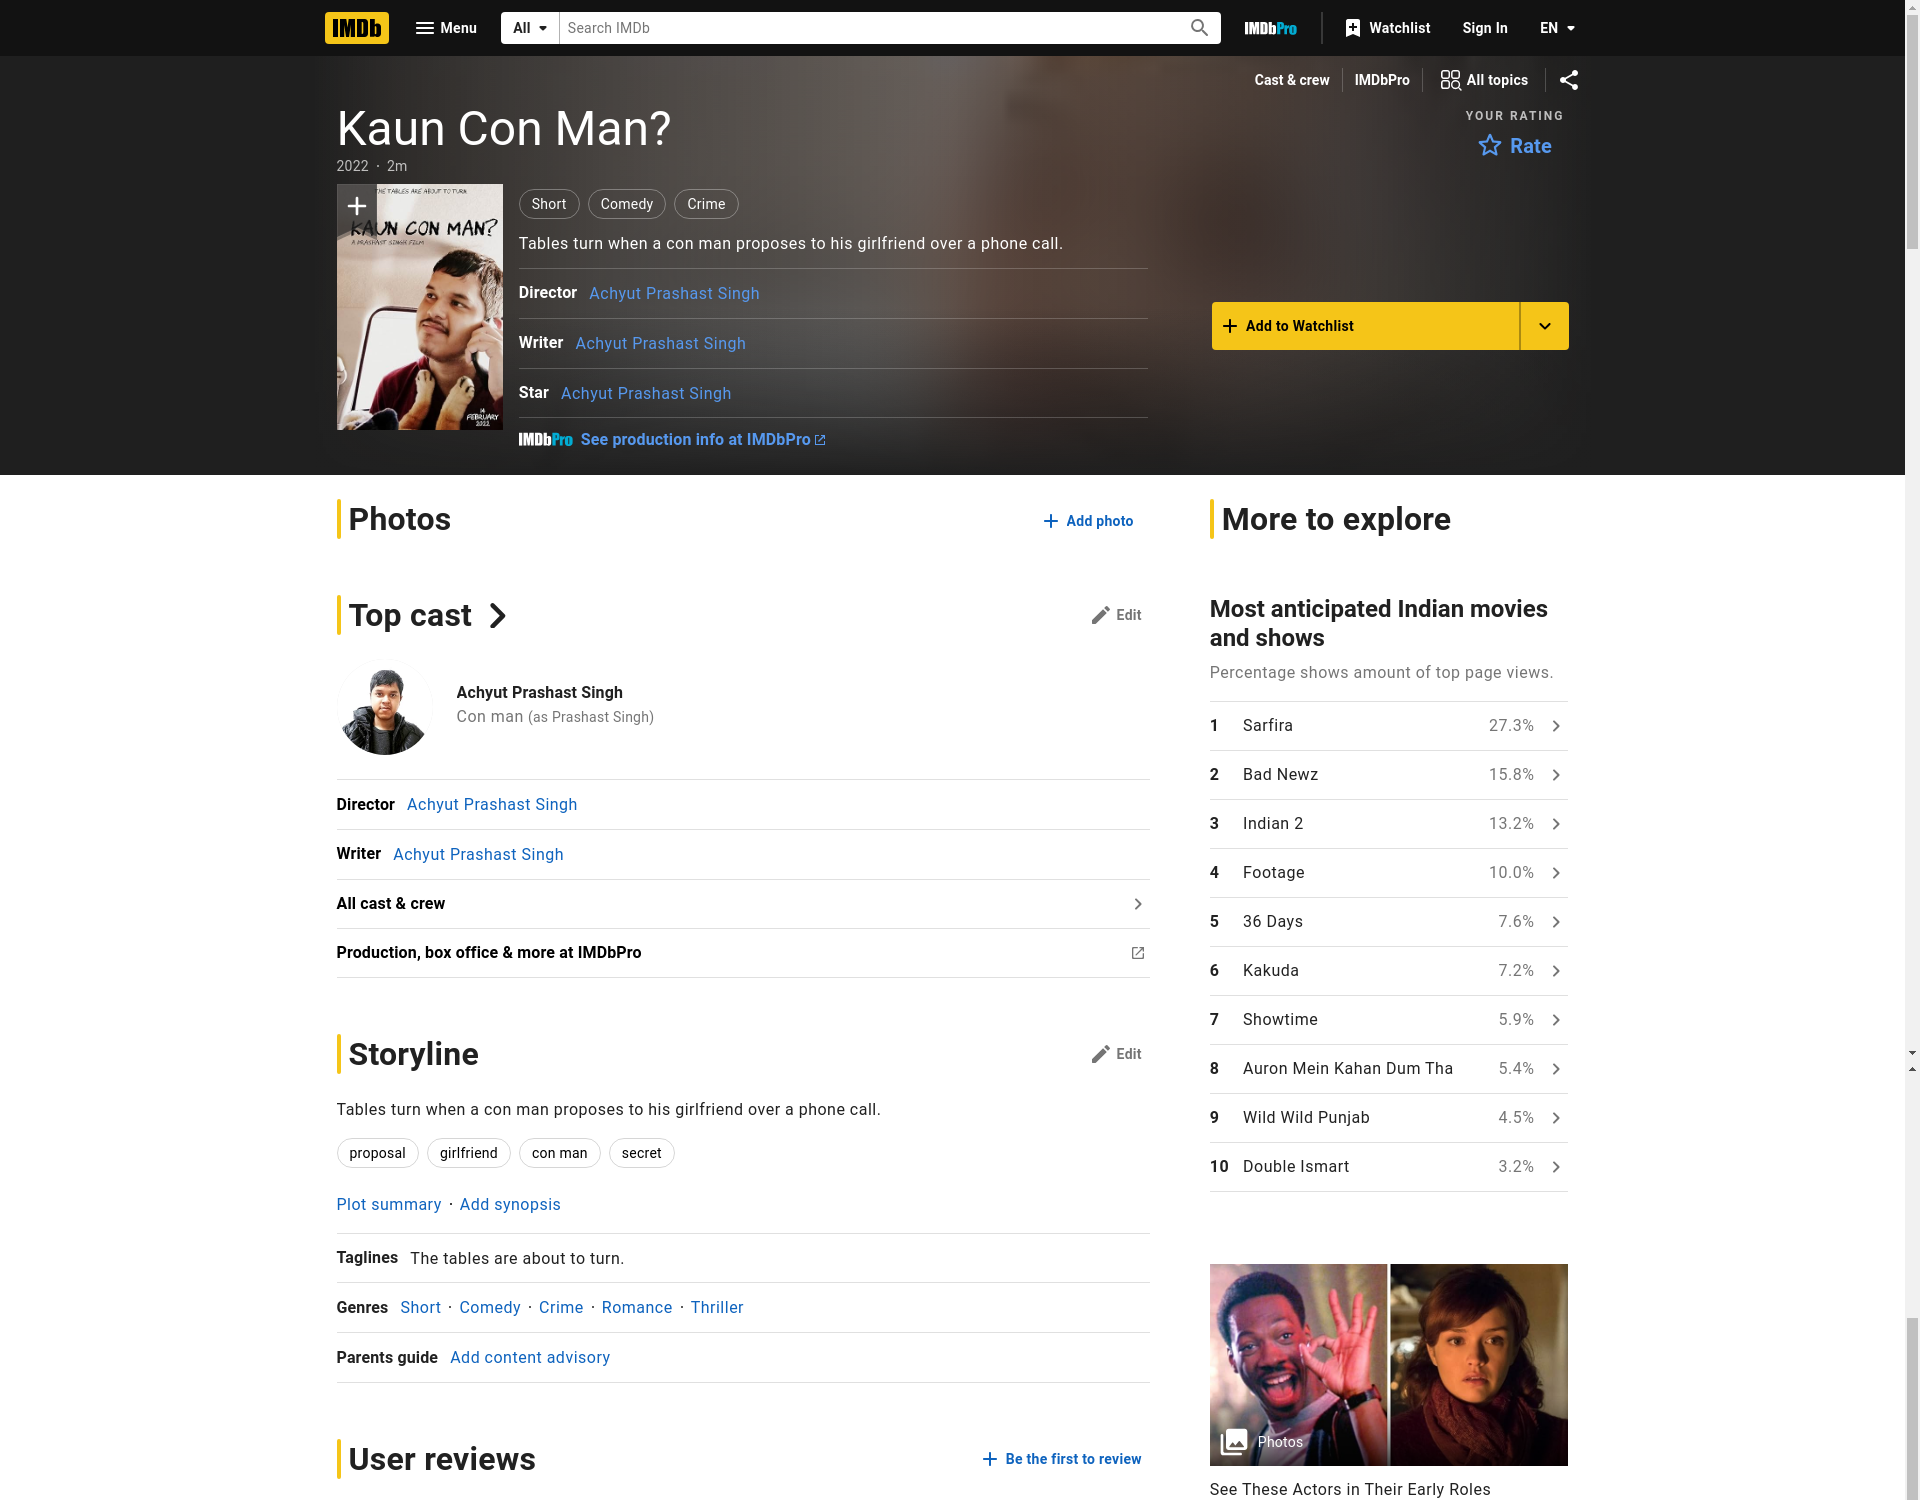 IMDb
Menu
All
Search IMDb
IMDbPro
Watchlist
Sign In
EN
Cast & crew
IMDbPro
All topics
Kaun Con Man?
2022 · 2m
YOUR RATING
Rate
THE TABLES ARE ABOUT TO TURN
KAUN CON MAN?
A PRASHAST SINGH FILM
14
FEBRUARY
2022
Short
Comedy
Crime
Tables turn when a con man proposes to his girlfriend over a phone call.
Director Achyut Prashast Singh
Writer Achyut Prashast Singh
Star Achyut Prashast Singh
IMDbPro See production info at IMDbPro
Add to Watchlist
Photos
Add photo
Top cast
Edit
Achyut Prashast Singh
Con man (as Prashast Singh)
Director Achyut Prashast Singh
Writer Achyut Prashast Singh
All cast & crew
Production, box office & more at IMDbPro
Storyline
Edit
Tables turn when a con man proposes to his girlfriend over a phone call.
proposal
girlfriend
con man
secret
Plot summary · Add synopsis
Taglines The tables are about to turn.
Genres Short · Comedy · Crime · Romance · Thriller
Parents guide Add content advisory
User reviews
Be the first to review
More to explore
Most anticipated Indian movies
and shows
Percentage shows amount of top page views.
1 Sarfira 27.3%
2 Bad Newz 15.8%
3 Indian 2 13.2%
4 Footage 10.0%
5 36 Days 7.6%
6 Kakuda 7.2%
7 Showtime 5.9%
8 Auron Mein Kahan Dum Tha 5.4%
9 Wild Wild Punjab 4.5%
10 Double Ismart 3.2%
Photos
See These Actors in Their Early Roles